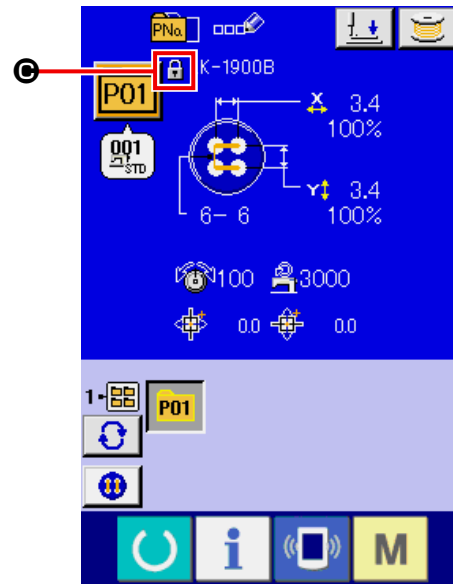 PNo.
C
K-1900B
P01
X 3.4
100%
001
STD
Y 3.4
6- 6
100%
100 3000
0.0 0.0
1
P01
i M